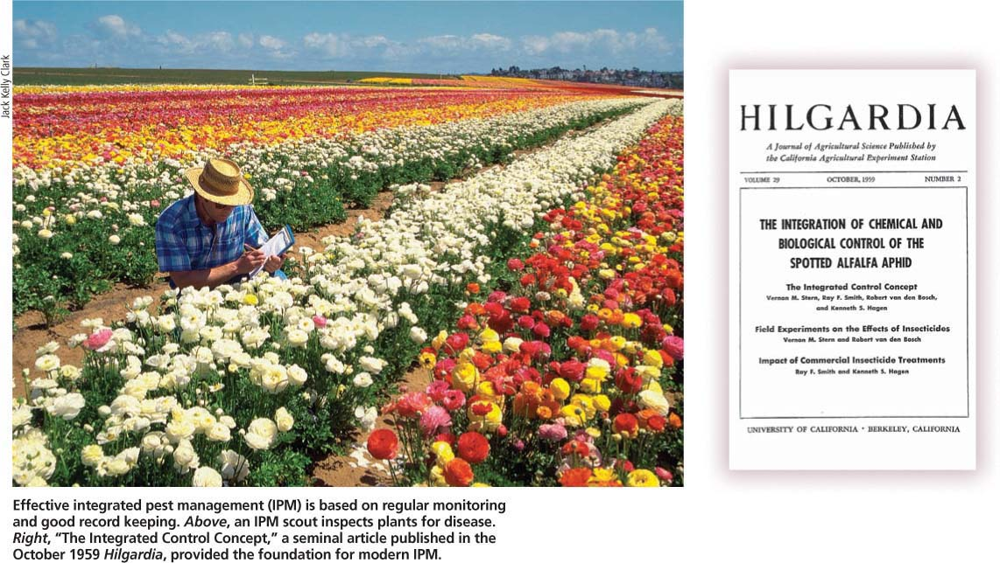 Jack Kelly Clark
HILGARDIA
A Journal of Agricultural Science Published by
the California Agricultural Experiment Station
VOLUME 29 OCTOBER, 1959 NUMBER 2
THE INTEGRATION OF CHEMICAL AND
BIOLOGICAL CONTROL OF THE
SPOTTED ALFALFA APHID
The Integrated Control Concept
Vernon M. Stern, Ray F. Smith, Robert van den Bosch,
and Kenneth S. Hagen
Field Experiments on the Effects of Insecticides
Vernon M. Stern and Robert van den Bosch
Impact of Commercial Insecticide Treatments
Ray F. Smith and Kenneth S. Hagen
UNIVERSITY OF CALIFORNIA • BERKELEY, CALIFORNIA
Effective integrated pest management (IPM) is based on regular monitoring
and good record keeping. Above, an IPM scout inspects plants for disease.
Right, “The Integrated Control Concept,” a seminal article published in the
October 1959 Hilgardia, provided the foundation for modern IPM.